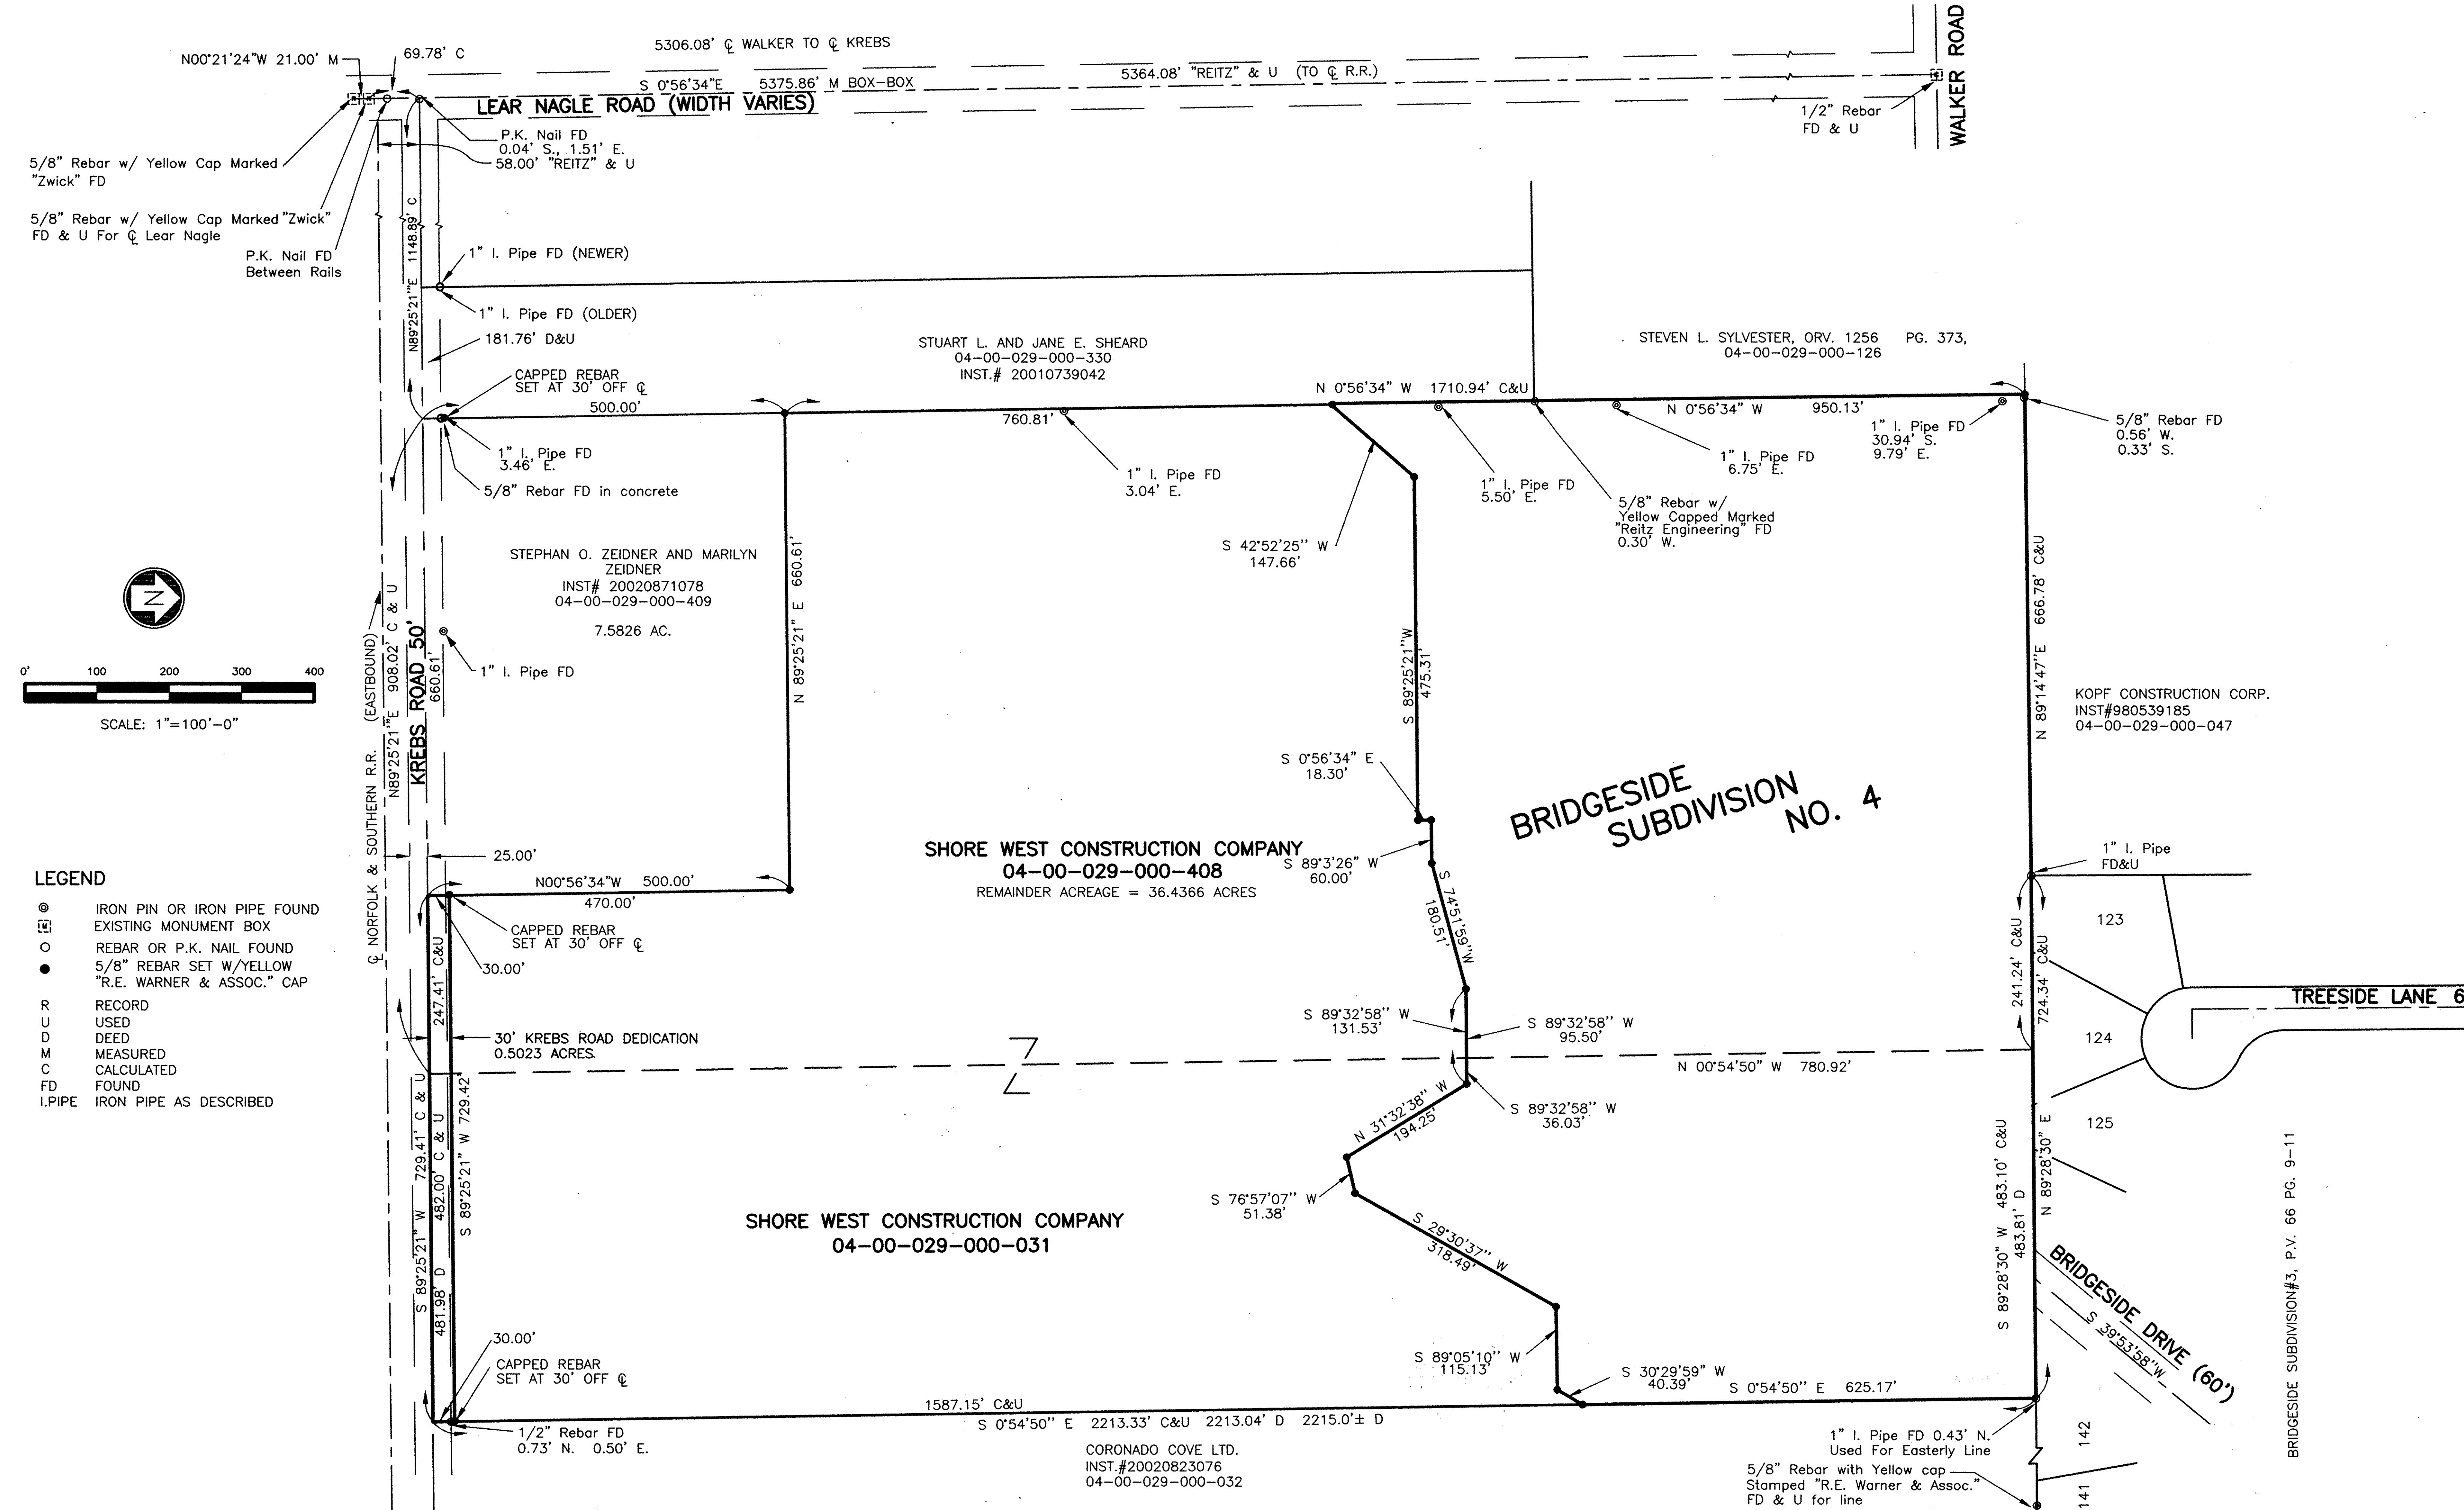 N00°21'24"W 21.00' M
69.78' C
5306.08' ℄ WALKER TO ℄ KREBS
S 0°56'34"E 5375.86' M BOX-BOX
5364.08' "REITZ" & U (TO ℄ R.R.)
LEAR NAGLE ROAD (WIDTH VARIES)
WALKER ROAD
1/2" Rebar
FD & U
P.K. Nail FD
0.04' S., 1.51' E.
58.00' "REITZ" & U
5/8" Rebar w/ Yellow Cap Marked
"Zwick" FD
5/8" Rebar w/ Yellow Cap Marked "Zwick"
FD & U For ℄ Lear Nagle
P.K. Nail FD
Between Rails
N89°25'21"E 1148.89' C
1" I. Pipe FD (NEWER)
1" I. Pipe FD (OLDER)
181.76' D&U
CAPPED REBAR
SET AT 30' OFF ℄
500.00'
STUART L. AND JANE E. SHEARD
04-00-029-000-330
INST.# 20010739042
STEVEN L. SYLVESTER, ORV. 1256 PG. 373,
04-00-029-000-126
N 0°56'34" W 1710.94' C&U
760.81'
N 0°56'34" W 950.13'
1" I. Pipe FD
3.46' E.
5/8" Rebar FD in concrete
1" I. Pipe FD
3.04' E.
1" I. Pipe FD
5.50' E.
1" I. Pipe FD
6.75' E.
1" I. Pipe FD
30.94' S.
9.79' E.
5/8" Rebar FD
0.56' W.
0.33' S.
5/8" Rebar w/
Yellow Capped Marked
"Reitz Engineering" FD
0.30' W.
S 42°52'25'' W
147.66'
STEPHAN O. ZEIDNER AND MARILYN
ZEIDNER
INST# 20020871078
04-00-029-000-409
7.5826 AC.
N 89°25'21" E 660.61'
1" I. Pipe FD
N
0' 100 200 300 400
SCALE: 1"=100'-0"
℄ NORFOLK & SOUTHERN R.R. (EASTBOUND)
N89°25'21"E 908.02' C & U
KREBS ROAD 50'
660.61'
S 89°25'21"W
475.31'
N 89°14'47"E 666.78' C&U
KOPF CONSTRUCTION CORP.
INST#980539185
04-00-029-000-047
S 0°56'34" E
18.30'
BRIDGESIDE
SUBDIVISION
NO. 4
SHORE WEST CONSTRUCTION COMPANY
04-00-029-000-408
REMAINDER ACREAGE = 36.4366 ACRES
S 89°3'26" W
60.00'
S 74°51'59"W
180.51'
1" I. Pipe
FD&U
25.00'
N00°56'34"W 500.00'
470.00'
CAPPED REBAR
SET AT 30' OFF ℄
30.00'
LEGEND
IRON PIN OR IRON PIPE FOUND
EXISTING MONUMENT BOX
REBAR OR P.K. NAIL FOUND
5/8" REBAR SET W/YELLOW
"R.E. WARNER & ASSOC." CAP
R RECORD
U USED
D DEED
M MEASURED
C CALCULATED
FD FOUND
I.PIPE IRON PIPE AS DESCRIBED
247.41' C&U
30' KREBS ROAD DEDICATION
0.5023 ACRES.
S 89°32'58'' W
131.53'
S 89°32'58'' W
95.50'
N 00°54'50" W 780.92'
S 89°32'58'' W
36.03'
241.24' C&U
724.34' C&U
123
124
125
TREESIDE LANE 6
S 89°25'21" W 729.41' C & U
481.98' D 482.00' C & U
S 89°25'21" W 729.42'
N 31°32'38'' W
194.25'
S 76°57'07'' W
51.38'
S 29°30'37'' W
318.49'
S 89°05'10'' W
115.13'
S 30°29'59" W
40.39'
S 0°54'50" E 625.17'
SHORE WEST CONSTRUCTION COMPANY
04-00-029-000-031
S 89°28'30" W 483.10' C&U
483.81' D
N 89°28'30" E
BRIDGESIDE DRIVE (60')
S 39°53'58"W
BRIDGESIDE SUBDIVISION#3, P.V. 66 PG. 9-11
30.00'
CAPPED REBAR
SET AT 30' OFF ℄
1587.15' C&U
S 0°54'50" E 2213.33' C&U 2213.04' D 2215.0'± D
1/2" Rebar FD
0.73' N. 0.50' E.
CORONADO COVE LTD.
INST.#20020823076
04-00-029-000-032
1" I. Pipe FD 0.43' N.
Used For Easterly Line
5/8" Rebar with Yellow cap
Stamped "R.E. Warner & Assoc."
FD & U for line
142
141